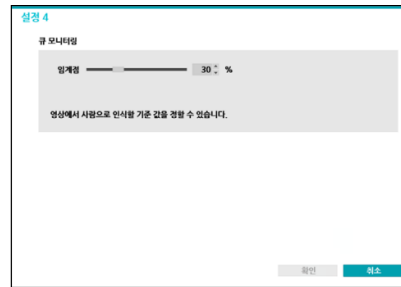 설정 4
큐 모니터링
임계점 30 %
영상에서 사람으로 인식할 기준 값을 정할 수 있습니다.
확인 취소